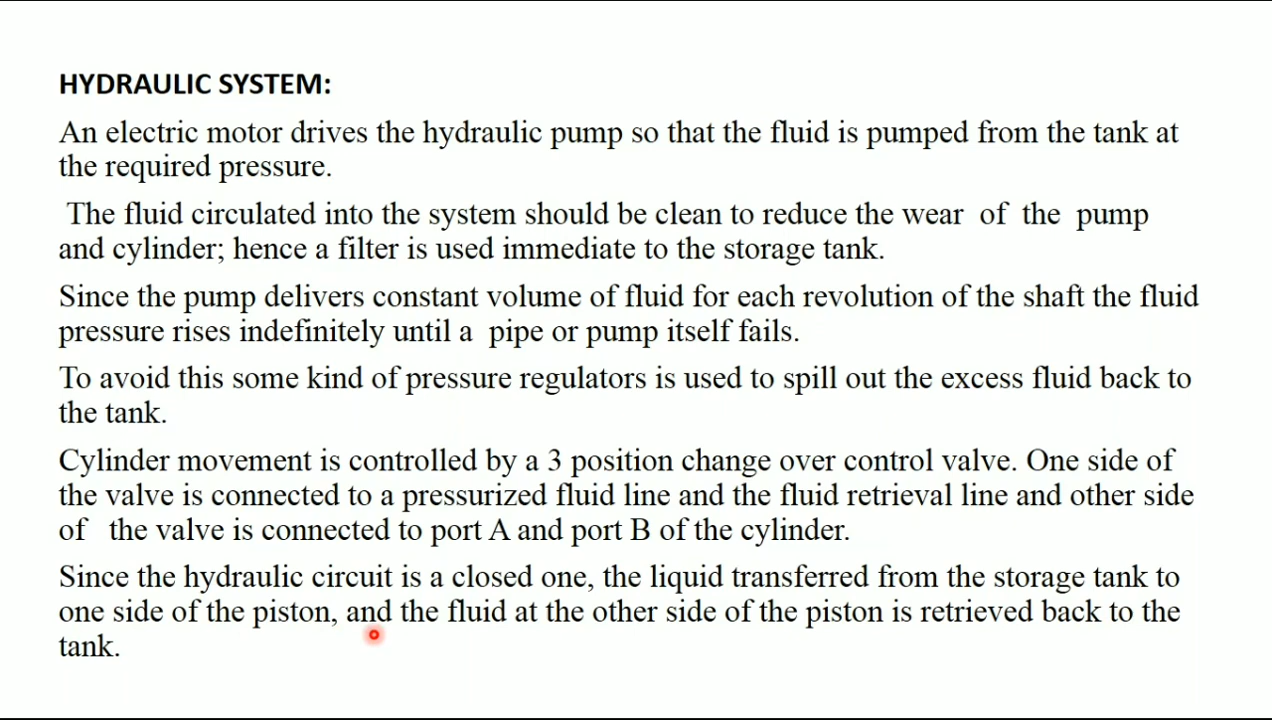 HYDRAULIC SYSTEM:
An electric motor drives the hydraulic pump so that the fluid is pumped from the tank at
the required pressure.
The fluid circulated into the system should be clean to reduce the wear of the pump
and cylinder; hence a filter is used immediate to the storage tank.
Since the pump delivers constant volume of fluid for each revolution of the shaft the fluid
pressure rises indefinitely until a pipe or pump itself fails.
To avoid this some kind of pressure regulators is used to spill out the excess fluid back to
the tank.
Cylinder movement is controlled by a 3 position change over control valve. One side of
the valve is connected to a pressurized fluid line and the fluid retrieval line and other side
of the valve is connected to port A and port B of the cylinder.
Since the hydraulic circuit is a closed one, the liquid transferred from the storage tank to
one side of the piston, and the fluid at the other side of the piston is retrieved back to the
tank.